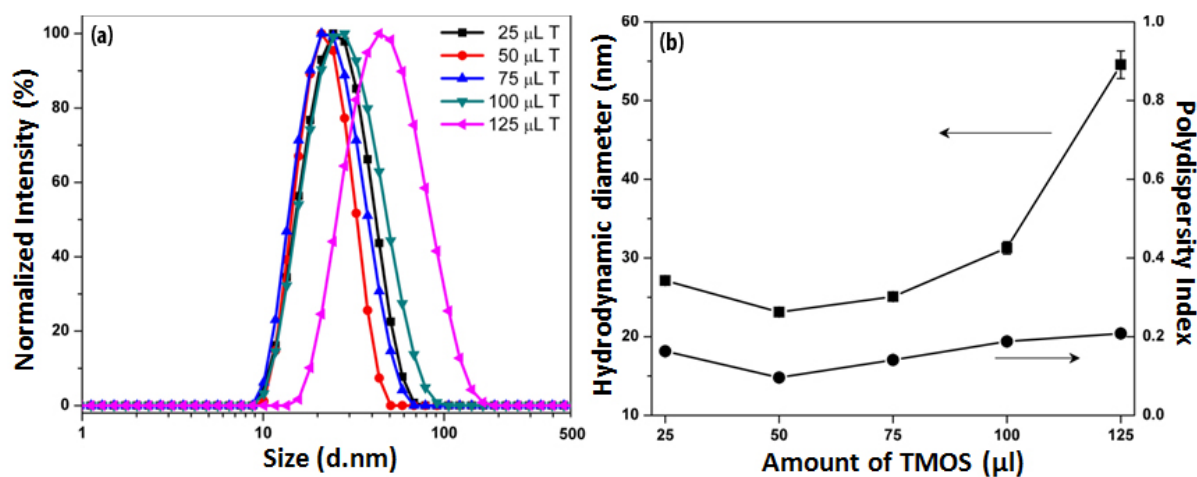 (a)
25 μL T
50 μL T
75 μL T
100 μL T
125 μL T
Normalized Intensity (%)
100
80
60
40
20
0
1
10
100
500
Size (d.nm)
(b)
Hydrodynamic diameter (nm)
60
50
40
30
20
10
25
50
75
100
125
Amount of TMOS (μl)
1.0
0.8
0.6
0.4
0.2
0.0
Polydispersity Index